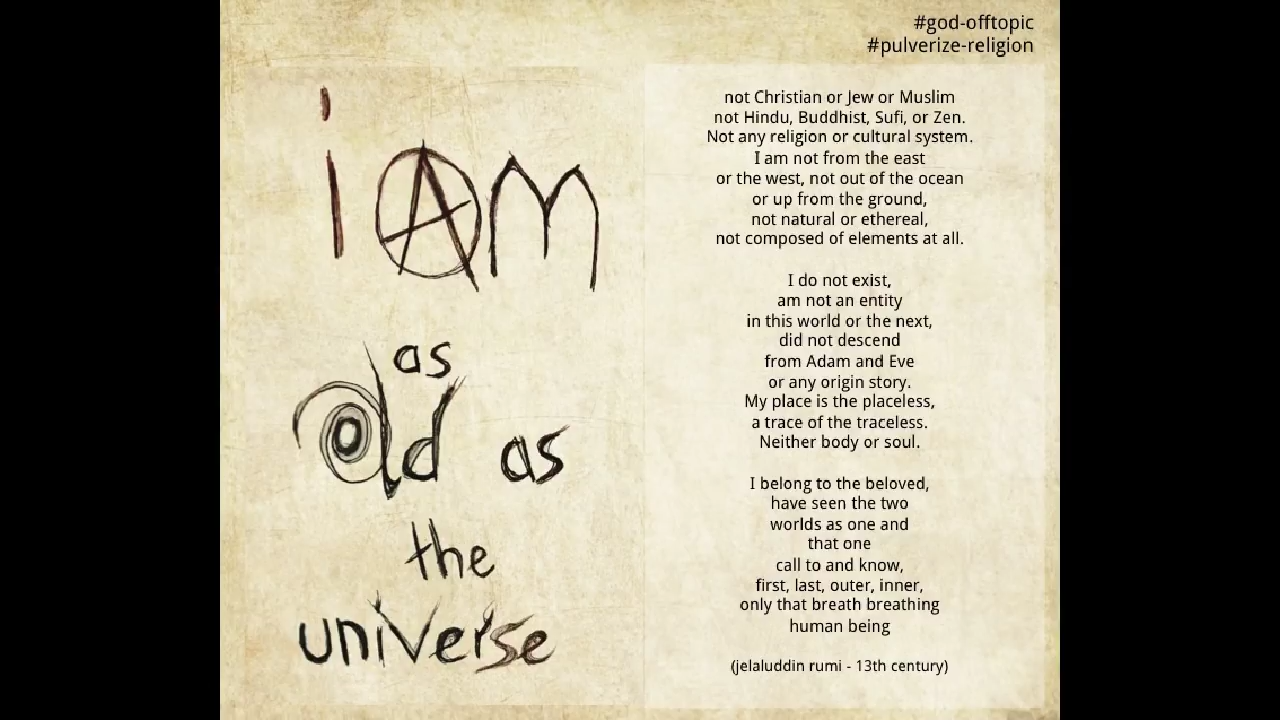 #god-offtopic
#pulverize-religion
i Am
as
old as
the
universe
not Christian or Jew or Muslim
not Hindu, Buddhist, Sufi, or Zen.
Not any religion or cultural system.
I am not from the east
or the west, not out of the ocean
or up from the ground,
not natural or ethereal,
not composed of elements at all.
I do not exist,
am not an entity
in this world or the next,
did not descend
from Adam and Eve
or any origin story.
My place is the placeless,
a trace of the traceless.
Neither body or soul.
I belong to the beloved,
have seen the two
worlds as one and
that one
call to and know,
first, last, outer, inner,
only that breath breathing
human being
(jelaluddin rumi - 13th century)